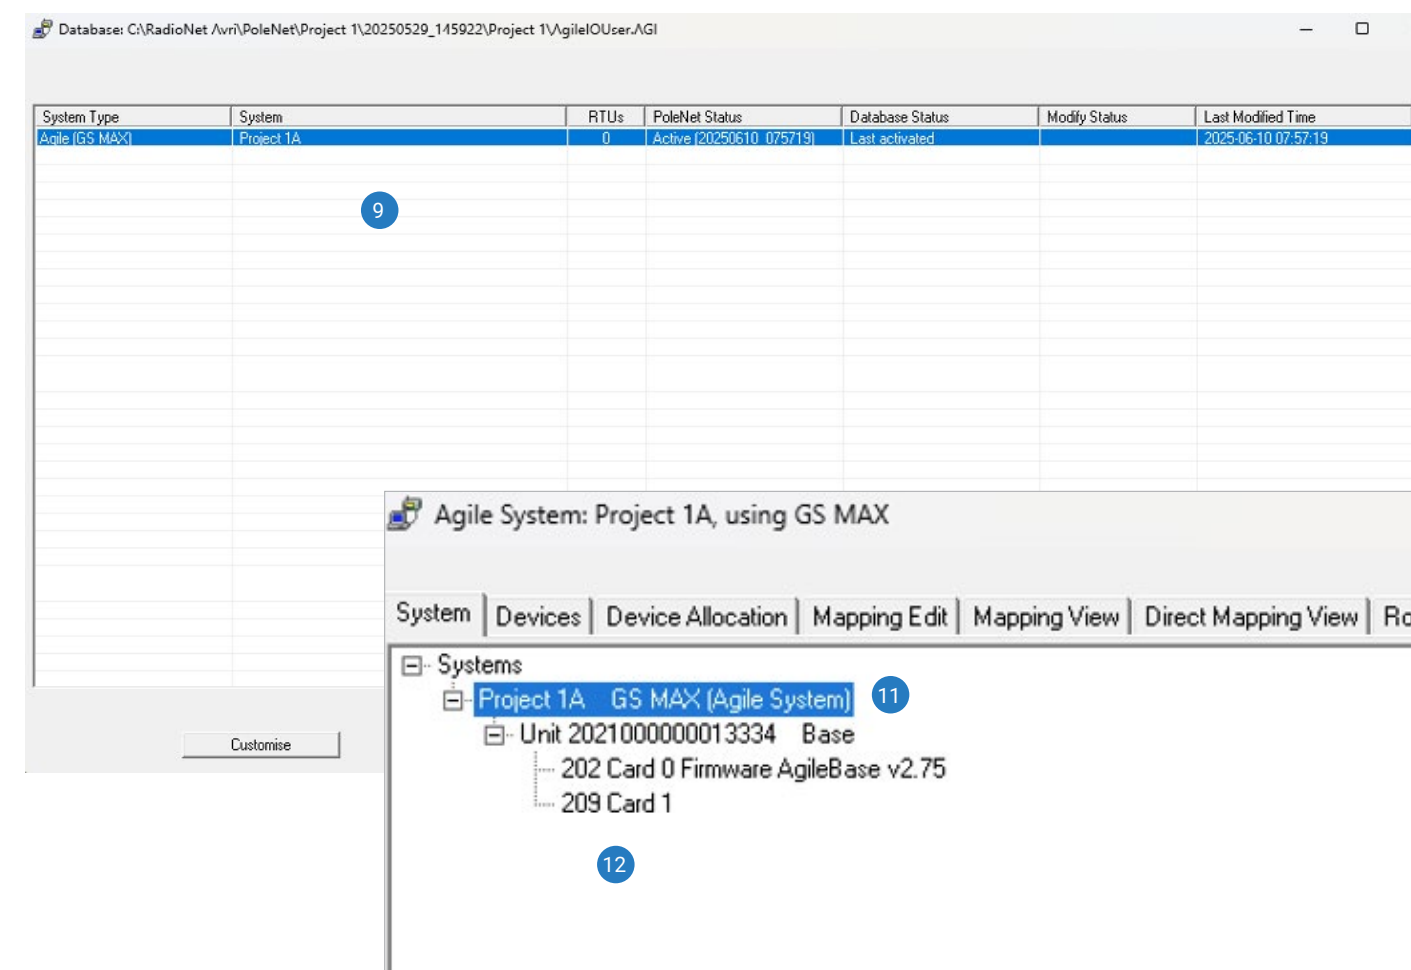 Database: C:\RadioNet Avri\PoleNet\Project 1\20250529_145922\Project 1\AgileIOUser.AGI
System Type System RTUs PoleNet Status Database Status Modify Status Last Modified Time
Agile (GS MAX) Project 1A 0 Active (20250610_075719) Last activated 2025-06-10 07:57:19
9
Agile System: Project 1A, using GS MAX
System Devices Device Allocation Mapping Edit Mapping View Direct Mapping View Ro
Systems
Project 1A GS MAX (Agile System) 11
Unit 2021000000013334 Base
202 Card 0 Firmware AgileBase v2.75
209 Card 1
Customise
12